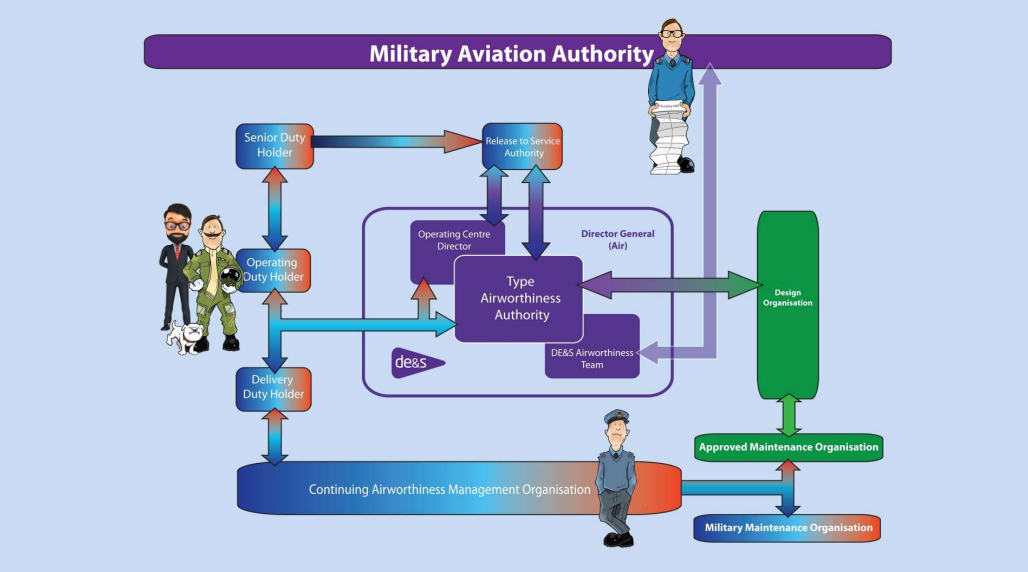 Military Aviation Authority
Senior Duty
Holder
Release to Service
Authority
Operating Centre
Director
Director General
(Air)
Operating
Duty Holder
Type
Airworthiness
Authority
Design
Organisation
DE&S Airworthiness
Team
de&s
Delivery
Duty Holder
Approved Maintenance Organisation
Continuing Airworthiness Management Organisation
Military Maintenance Organisation